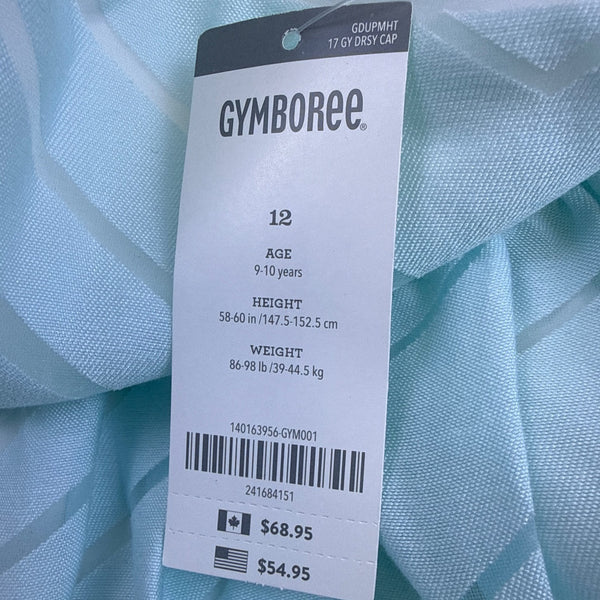 GDUPMHT
17 GY DRSY CAP
GYMBORee®
12
AGE
9-10 years
HEIGHT
58-60 in /147.5-152.5 cm
WEIGHT
86-98 lb /39-44.5 kg
140163956-GYM001
241684151
$68.95
$54.95